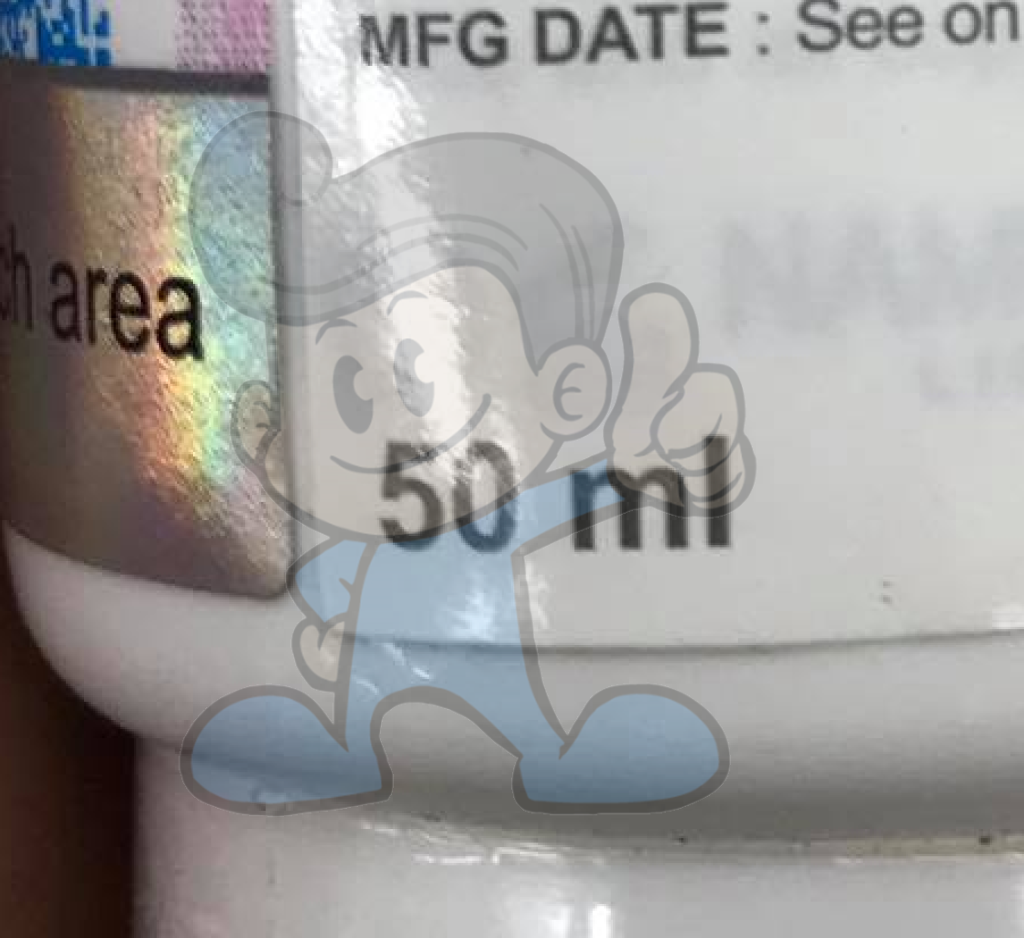 MFG DATE : See on
ch area
50 ml